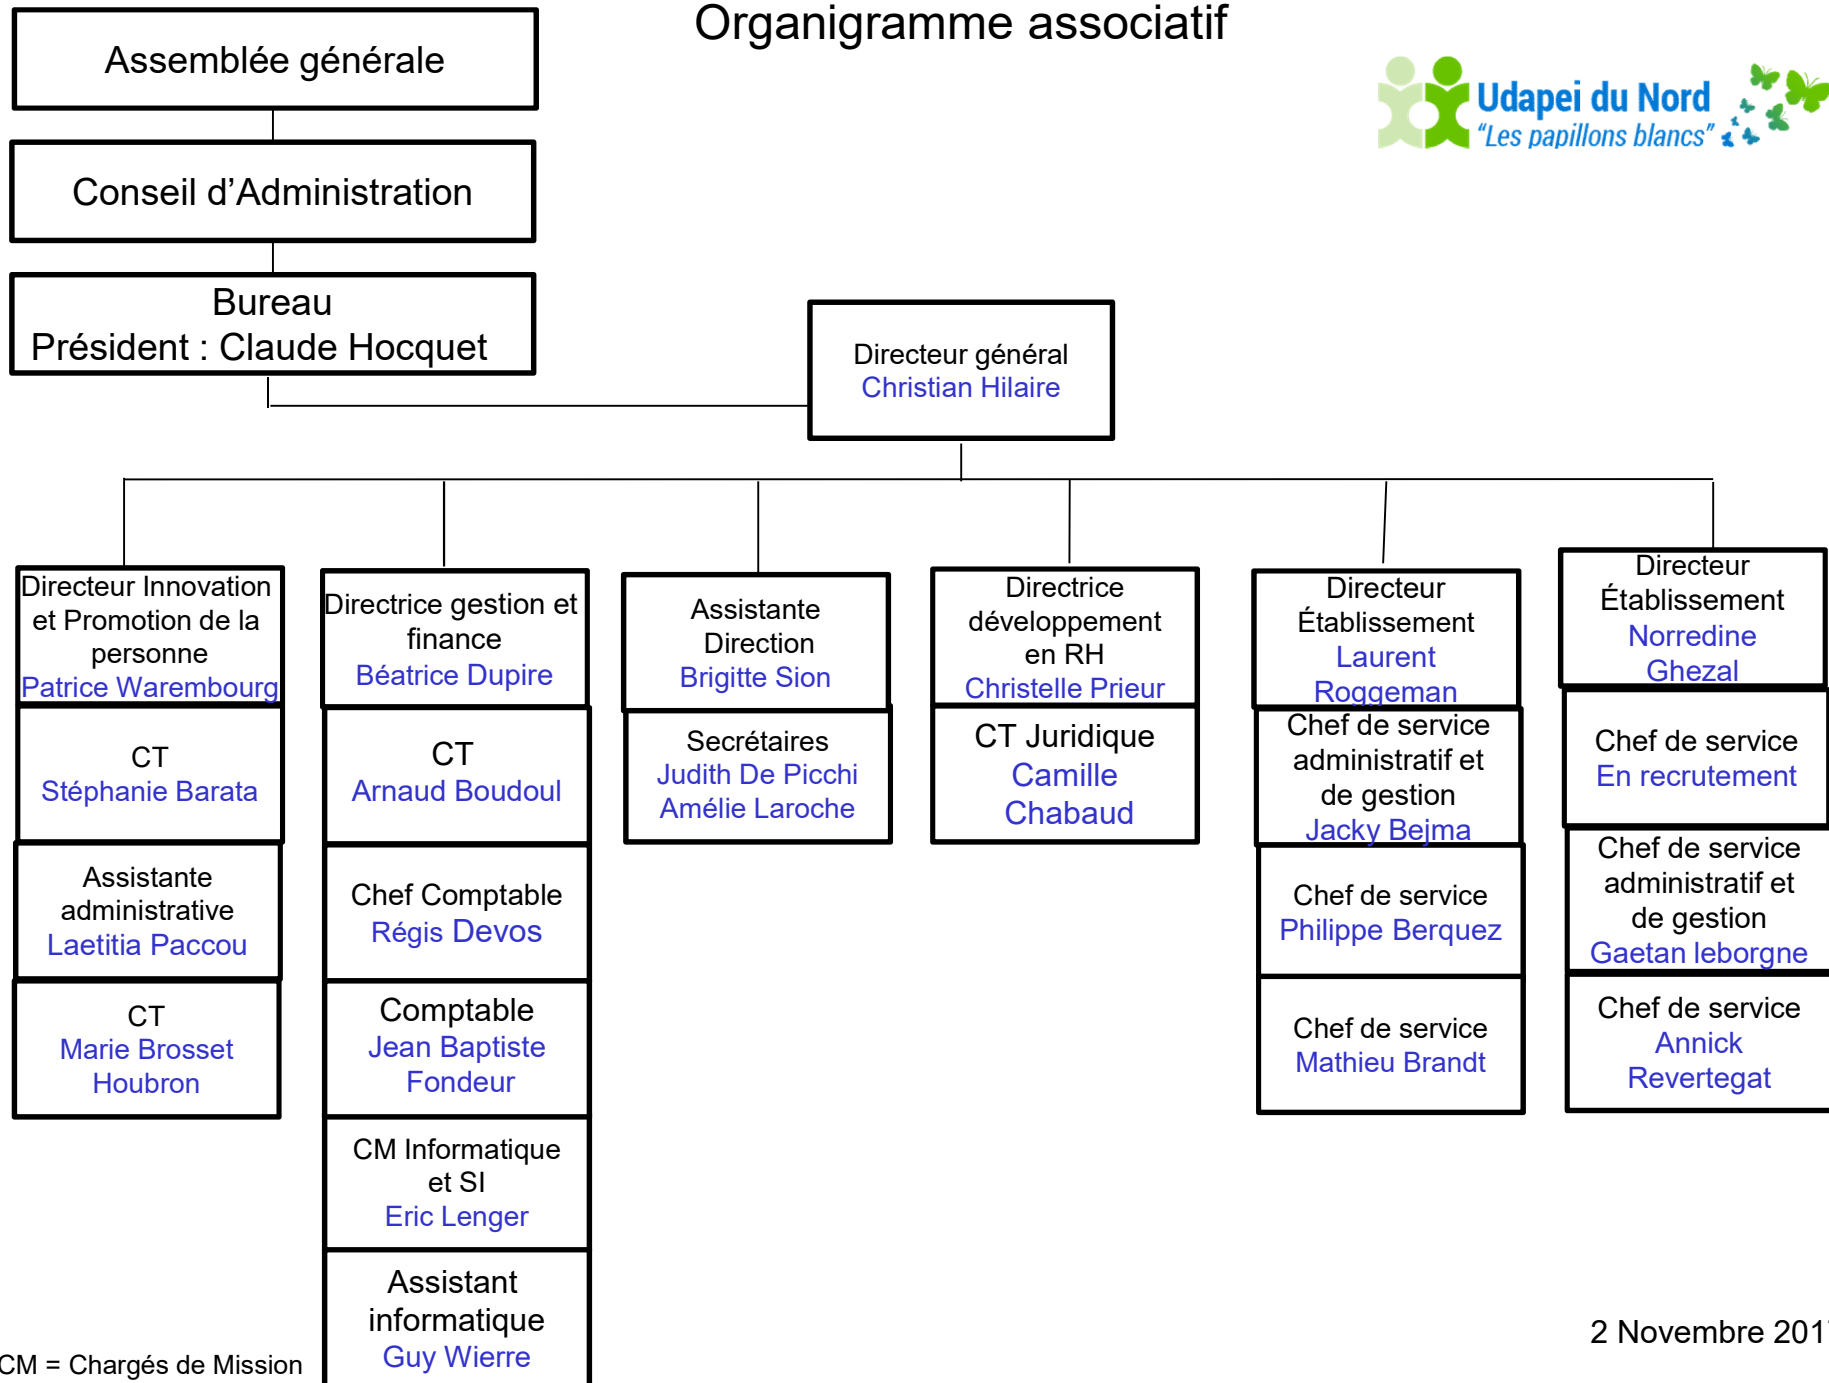 Organigramme associatif
Assemblée générale
Udapei du Nord
"Les papillons blancs"
Conseil d’Administration
Bureau
Président : Claude Hocquet
Directeur général
Christian Hilaire
Directeur Innovation
et Promotion de la
personne
Patrice Warembourg
CT
Stéphanie Barata
Assistante
administrative
Laetitia Paccou
CT
Marie Brosset
Houbron
Directrice gestion et
finance
Béatrice Dupire
CT
Arnaud Boudoul
Chef Comptable
Régis Devos
Comptable
Jean Baptiste
Fondeur
CM Informatique
et SI
Eric Lenger
Assistant
informatique
Guy Wierre
Assistante
Direction
Brigitte Sion
Secrétaires
Judith De Picchi
Amélie Laroche
Directrice
développement
en RH
Christelle Prieur
CT Juridique
Camille
Chabaud
Directeur
Établissement
Laurent
Roggeman
Chef de service
administratif et
de gestion
Jacky Bejma
Chef de service
Philippe Berquez
Chef de service
Mathieu Brandt
Directeur
Établissement
Norredine
Ghezal
Chef de service
En recrutement
Chef de service
administratif et
de gestion
Gaetan leborgne
Chef de service
Annick
Revertegat
CM = Chargés de Mission
2 Novembre 2017